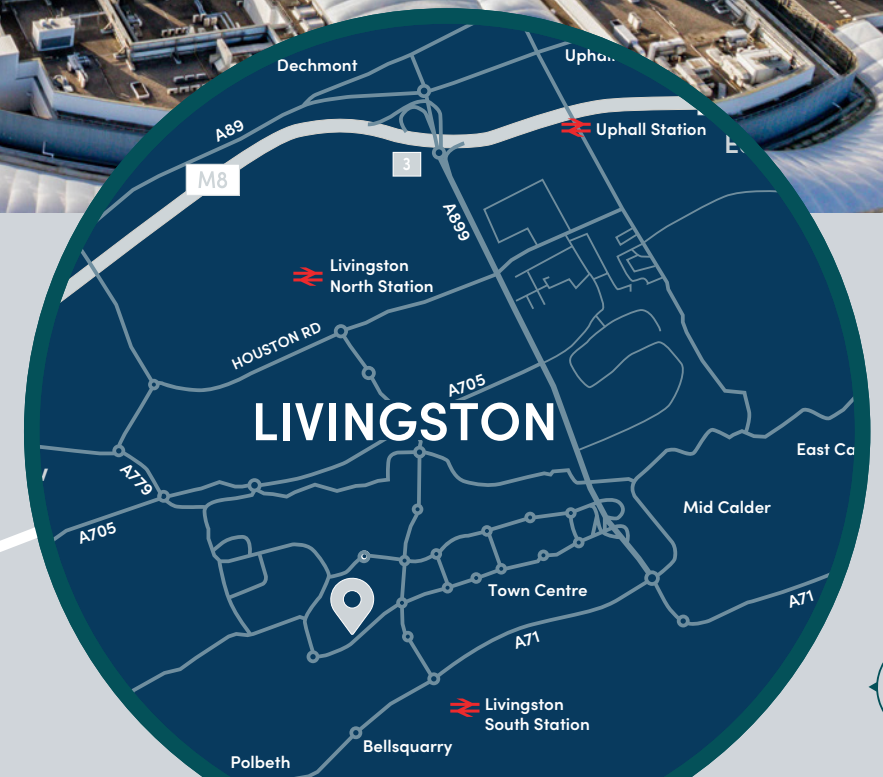 Dechmont
A89
Uphall Station
M8
3
A899
Livingston
North Station
HOUSTON RD
A705
LIVINGSTON
A779
A705
Mid Calder
Town Centre
A71
A71
Livingston
South Station
Bellsquarry
Polbeth
East